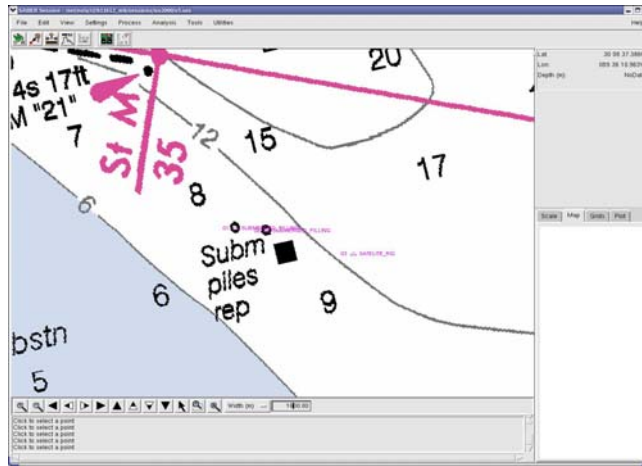 File Edit View Settings Process Analysis Tools Utilities
Lat:
Lon:
Depth (m):
4s 17ft
M "21"
St M
35
20
7
12
15
17
8
6
Subm
piles
rep
6
9
bstn
5
Scale Map Grids Plot
Width (m)
Click to select a point
Click to select a point
Click to select a point
Click to select a point
Click to select a point